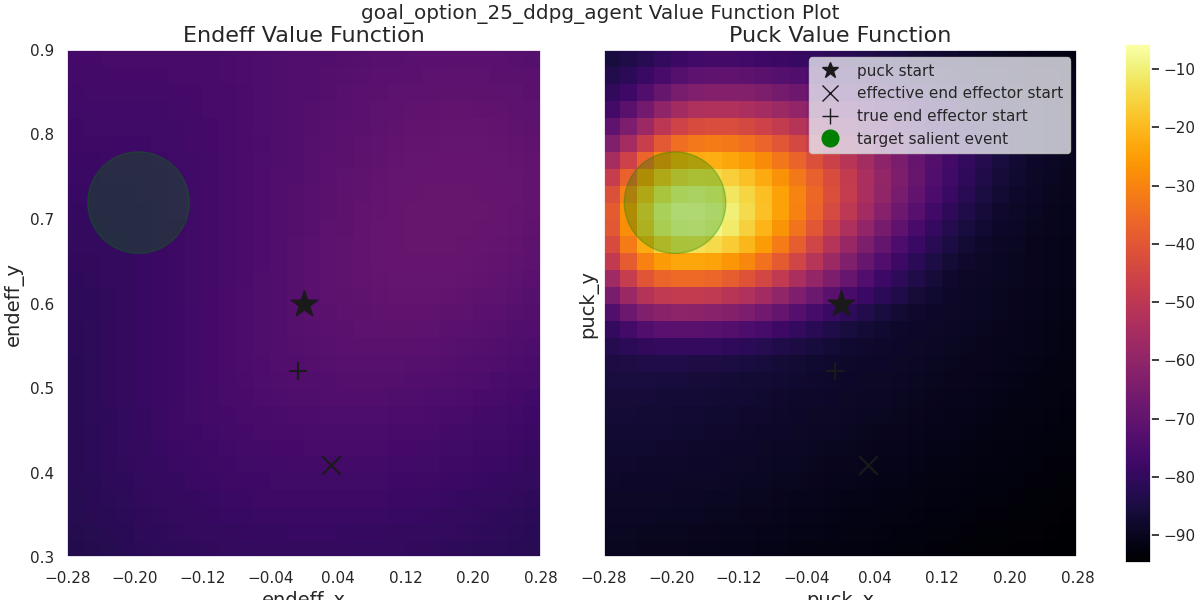 goal_option_25_ddpg_agent Value Function Plot
Endeff Value Function
Puck Value Function
0.9
0.8
0.7
0.6
0.5
0.4
0.3
endeff_y
−0.28
−0.20
−0.12
−0.04
0.04
0.12
0.20
0.28
endeff_x
puck_y
puck start
effective end effector start
true end effector start
target salient event
−0.28
−0.20
−0.12
−0.04
0.04
0.12
0.20
0.28
puck_x
−10
−20
−30
−40
−50
−60
−70
−80
−90